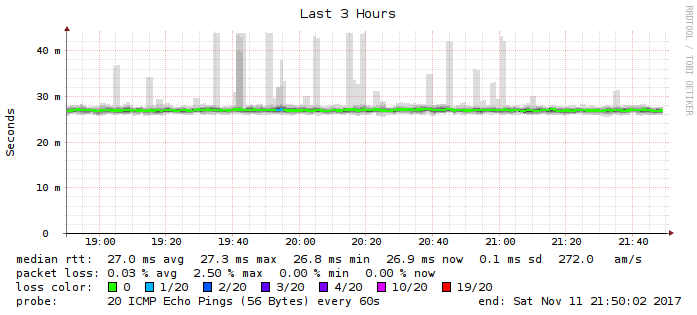 Last 3 Hours
RRDTOOL / TOBI OETIKER
Seconds
40 m
30 m
20 m
10 m
0
19:00 19:20 19:40 20:00 20:20 20:40 21:00 21:20 21:40
median rtt: 27.0 ms avg 27.3 ms max 26.8 ms min 26.9 ms now 0.1 ms sd 272.0 am/s
packet loss: 0.03 % avg 2.50 % max 0.00 % min 0.00 % now
loss color: 0 1/20 2/20 3/20 4/20 10/20 19/20
probe: 20 ICMP Echo Pings (56 Bytes) every 60s end: Sat Nov 11 21:50:02 2017